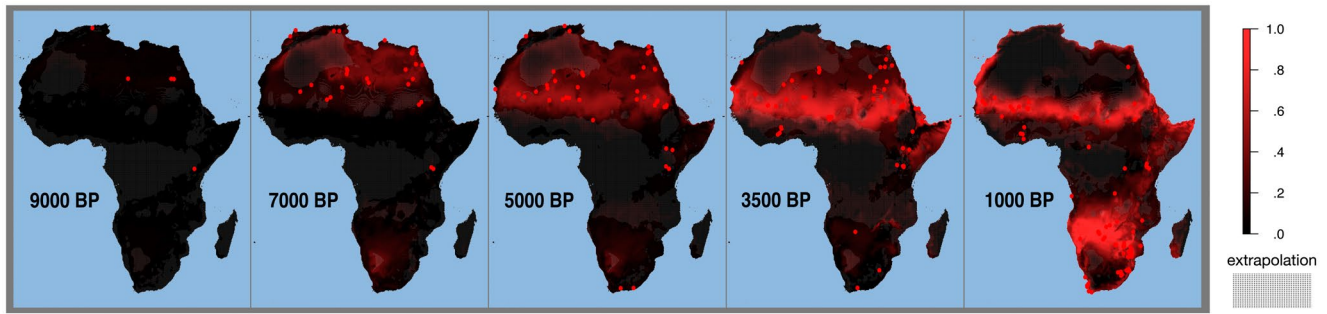 9000 BP
7000 BP
5000 BP
3500 BP
1000 BP
1.0
.8
.6
.4
.2
.0
extrapolation